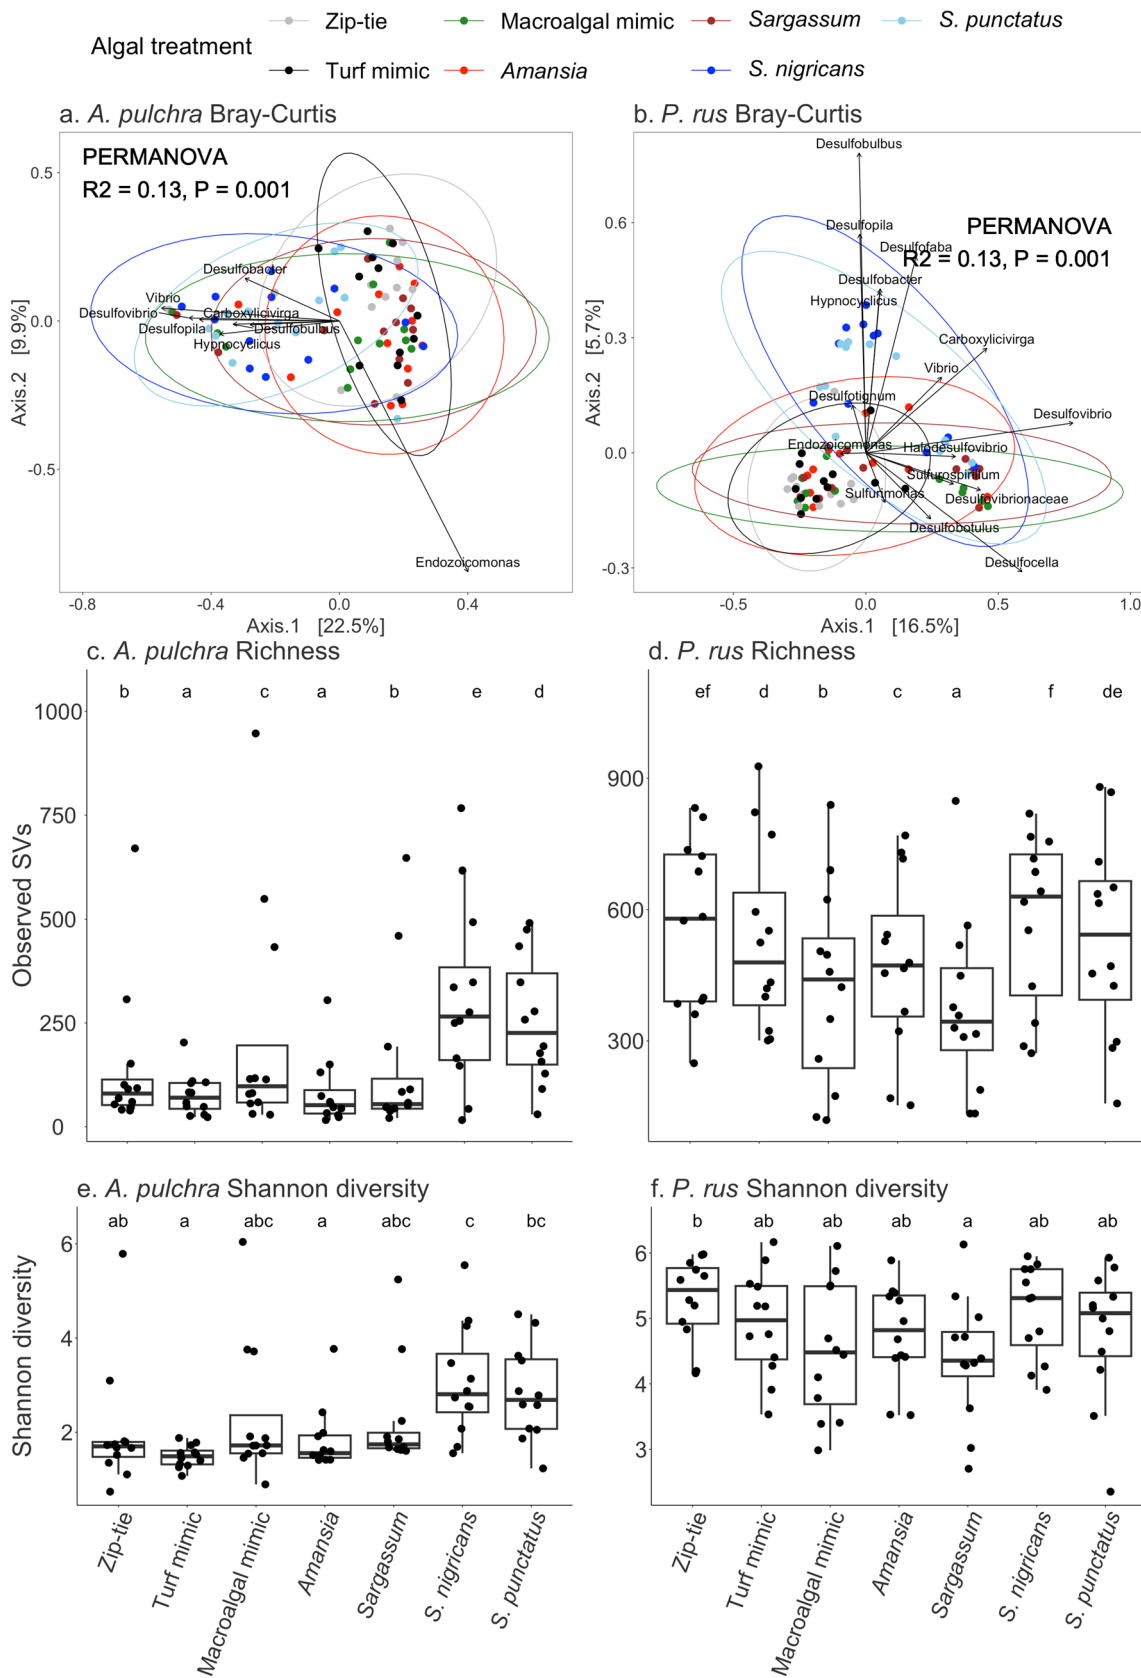 Algal treatment
Zip-tie
Macroalgal mimic
Sargassum
S. punctatus
Turf mimic
Amansia
S. nigricans
a. A. pulchra Bray-Curtis
PERMANOVA
R2 = 0.13, P = 0.001
Axis.2 [9.9%]
0.5
0.0
-0.5
Desulfobacter
Vibrio
Desulfovibrio
Carboxylicivirga
Desulfopila
Desulfobulbus
Hypnocyclicus
Endozoicomonas
-0.8
-0.4
0.0
0.4
Axis.1 [22.5%]
b. P. rus Bray-Curtis
PERMANOVA
R2 = 0.13, P = 0.001
Axis.2 [5.7%]
0.6
0.3
0.0
-0.3
Desulfobulbus
Desulfopila
Desulfofaba
Desulfobacter
Hypnocyclicus
Carboxylicivirga
Vibrio
Desulfotignum
Desulfovibrio
Endozoicomonas
Halodesulfovibrio
Sulfurospirillum
Sulfurimonas
Desulfovibrionaceae
Desulfobotulus
Desulfocella
-0.5
0.0
0.5
1.0
Axis.1 [16.5%]
c. A. pulchra Richness
b a c a b e d
Observed SVs
1000
750
500
250
0
d. P. rus Richness
ef d b c a f de
900
600
300
e. A. pulchra Shannon diversity
ab a abc a abc c bc
Shannon diversity
6
4
2
Zip-tie
Turf mimic
Macroalgal mimic
Amansia
Sargassum
S. nigricans
S. punctatus
f. P. rus Shannon diversity
b ab ab ab a ab ab
6
5
4
3
Zip-tie
Turf mimic
Macroalgal mimic
Amansia
Sargassum
S. nigricans
S. punctatus